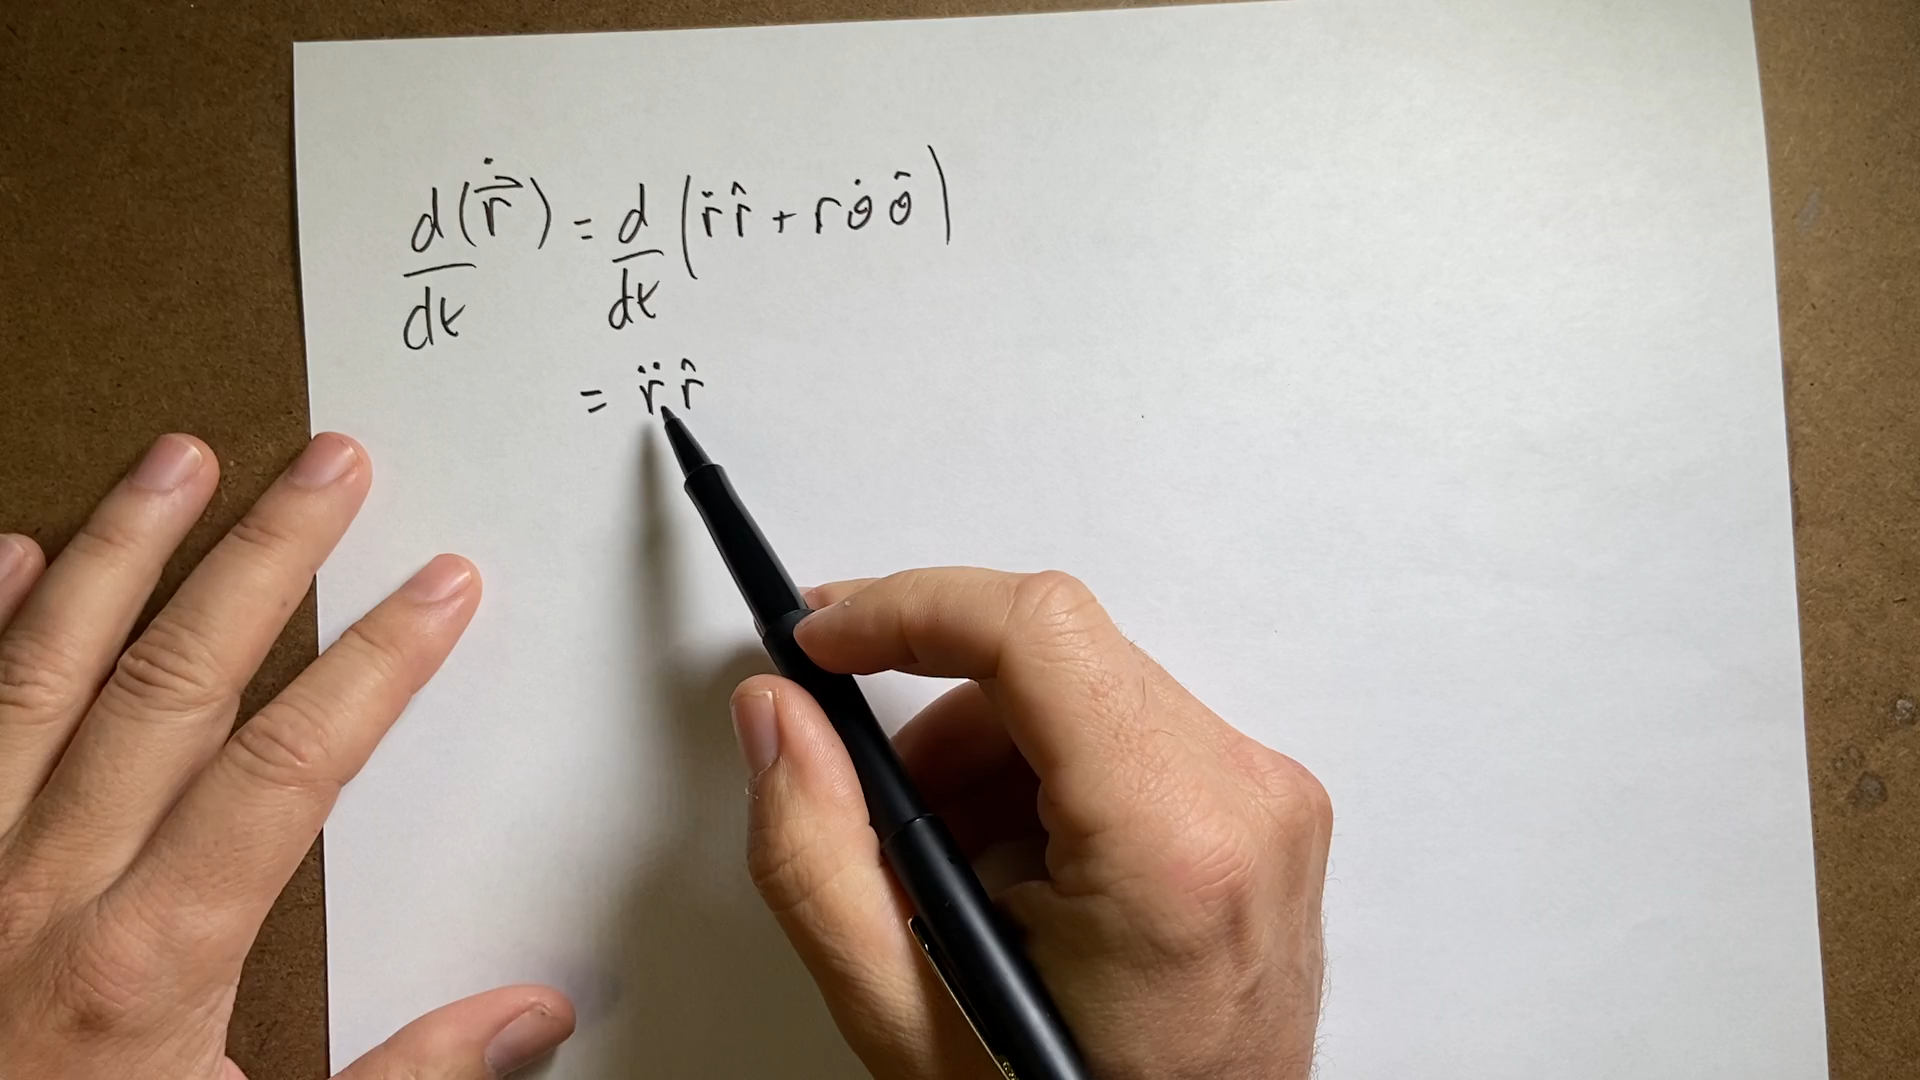 d(ṙ⃗)/dt = d/dt (ṙ r̂ + r θ̇ θ̂)
= r̈ r̂